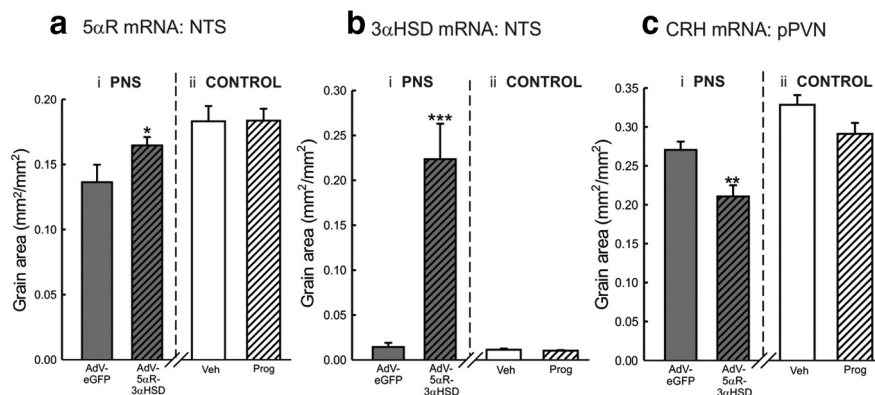 a 5αR mRNA: NTS
i PNS
ii CONTROL
Grain area (mm²/mm²)
0.20
0.15
0.10
0.05
0.00
*
AdV-
eGFP
AdV-
5αR-
3αHSD
Veh
Prog
b 3αHSD mRNA: NTS
i PNS
ii CONTROL
Grain area (mm²/mm²)
0.30
0.25
0.20
0.15
0.10
0.05
0.00
***
AdV-
eGFP
AdV-
5αR-
3αHSD
Veh
Prog
c CRH mRNA: pPVN
i PNS
ii CONTROL
Grain area (mm²/mm²)
0.35
0.30
0.25
0.20
0.15
0.10
0.05
0.00
**
AdV-
eGFP
AdV-
5αR-
3αHSD
Veh
Prog